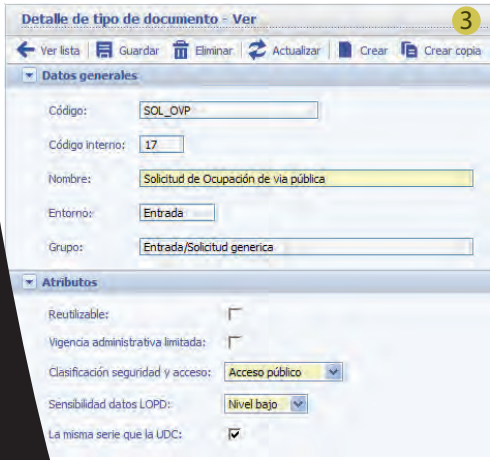 Detalle de tipo de documento - Ver
3
Ver lista Guardar Eliminar Actualizar Crear Crear copia
Datos generales
Código: SOL_OVP
Código interno: 17
Nombre: Solicitud de Ocupación de via pública
Entorno: Entrada
Grupo: Entrada/Solicitud generica
Atributos
Reutilizable:
Vigencia administrativa limitada:
Clasificación seguridad y acceso: Acceso público
Sensibilidad datos LOPD: Nivel bajo
La misma serie que la UDC: